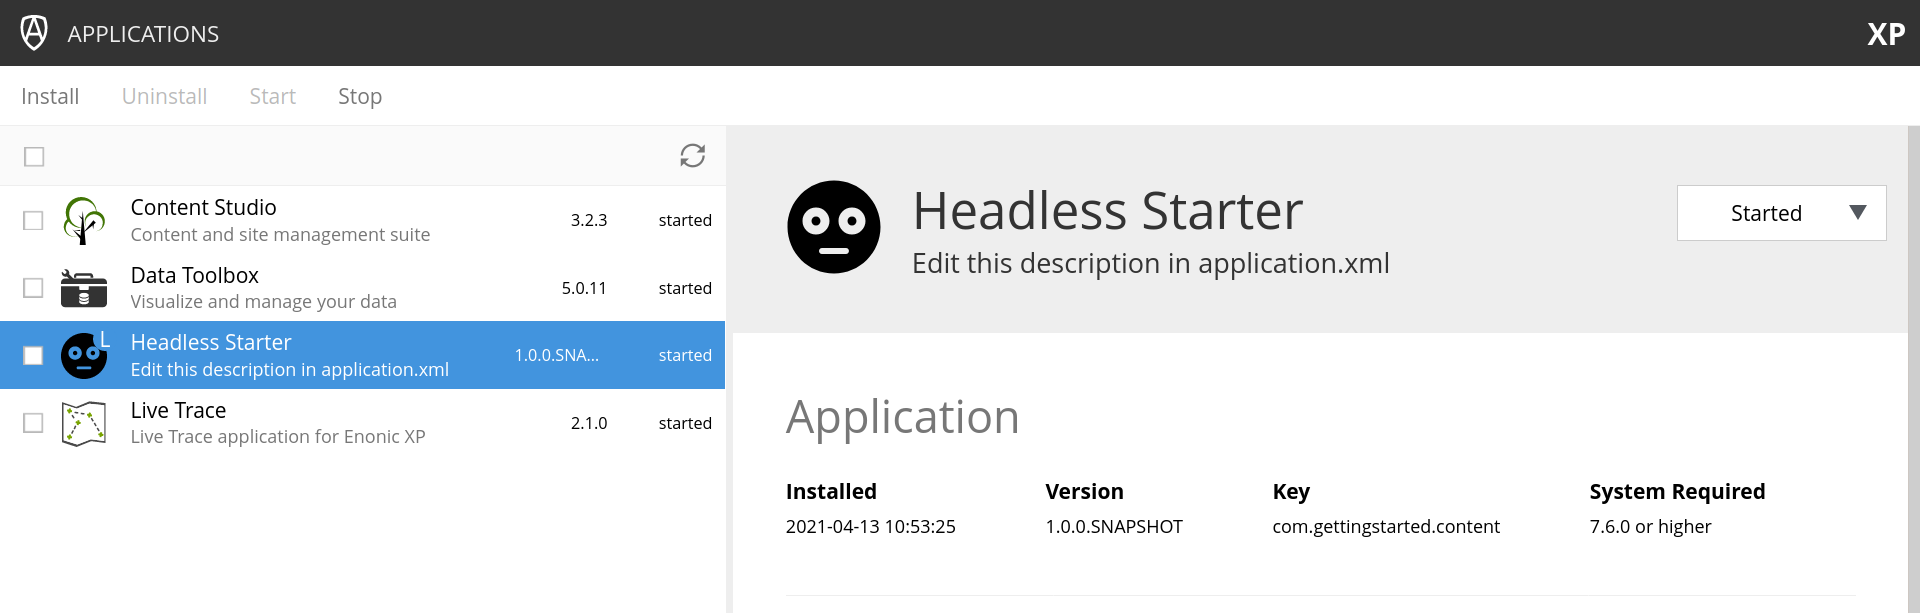 APPLICATIONS
XP
Install Uninstall Start Stop
Content Studio
Content and site management suite
3.2.3 started
Data Toolbox
Visualize and manage your data
5.0.11 started
L
Headless Starter
Edit this description in application.xml
1.0.0.SNA... started
Live Trace
Live Trace application for Enonic XP
2.1.0 started
Headless Starter
Edit this description in application.xml
Started
Application
Installed Version Key System Required
2021-04-13 10:53:25 1.0.0.SNAPSHOT com.gettingstarted.content 7.6.0 or higher